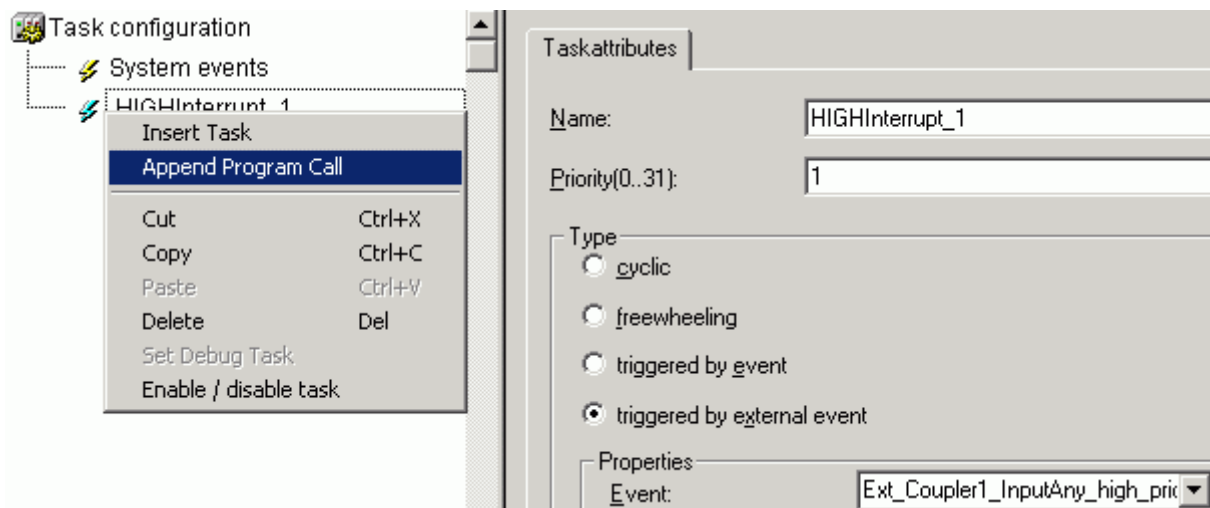 Task configuration
System events
HIGHInterrupt_1
Insert Task
Append Program Call
Cut Ctrl+X
Copy Ctrl+C
Paste Ctrl+V
Delete Del
Set Debug Task
Enable / disable task
Taskattributes
Name: HIGHInterrupt_1
Priority(0..31): 1
Type
cyclic
freewheeling
triggered by event
triggered by external event
Properties
Event: Ext_Coupler1_InputAny_high_pric